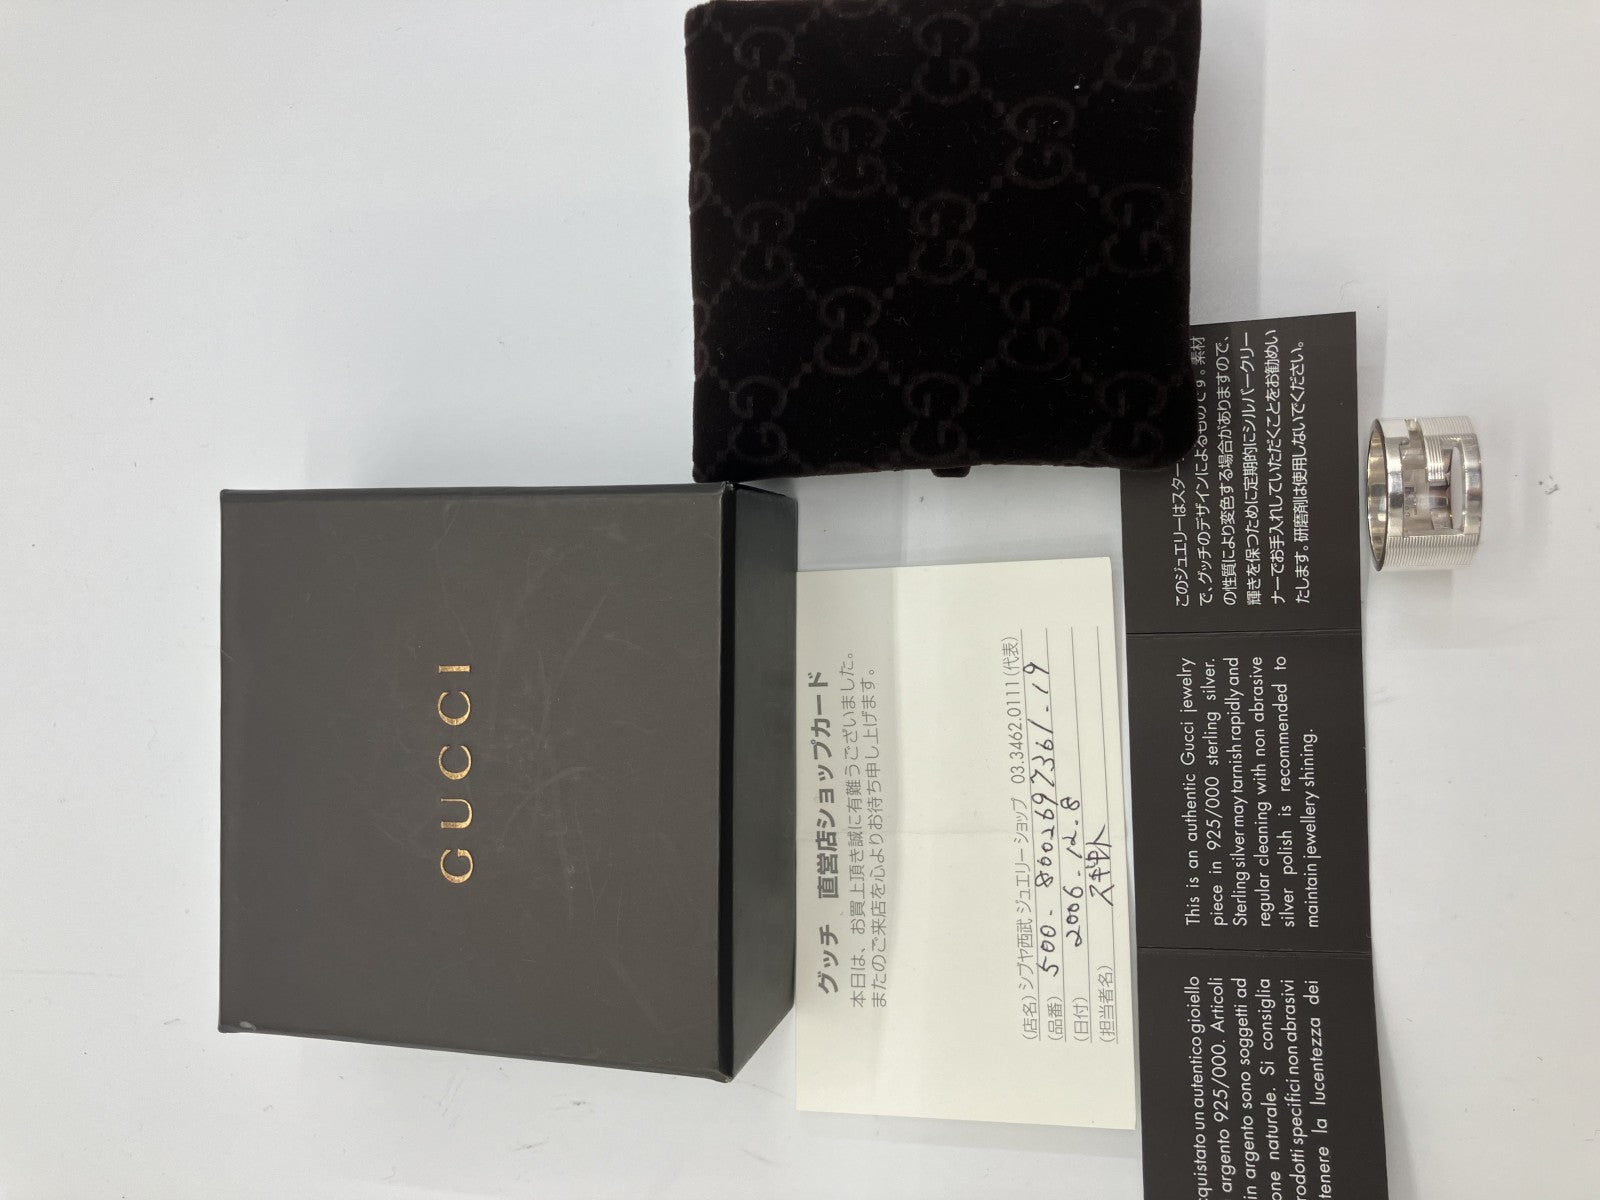 GUCCI
グッチ 直営店ショップカード
本日は、お買上頂き誠に有難うございました。
またのご来店を心よりお待ち申し上げます。
(店名) シブヤ西武 ジュエリーショップ 03.3462.0111(代表)
(品番) 500-8002697361-19
(日付) 2006-12-8
(担当者名)
このジュエリーはスター
で、グッチのデザインによるものです。素材
の性質により変色する場合がありますので、
輝きを保つために定期的にシルバークリー
ナーでお手入れしていただくことをお勧めい
たします。研磨剤は使用しないでください。
This is an authentic Gucci jewelry
piece in 925/000 sterling silver.
Sterling silver may tarnish rapidly and
regular cleaning with non abrasive
silver polish is recommended to
maintain jewellery shining.
cquistato un autentico gioiello
argento 925/000. Articoli
in argento sono soggetti ad
one naturale. Si consiglia
rodotti specifici non abrasivi
tenere la lucentezza dei